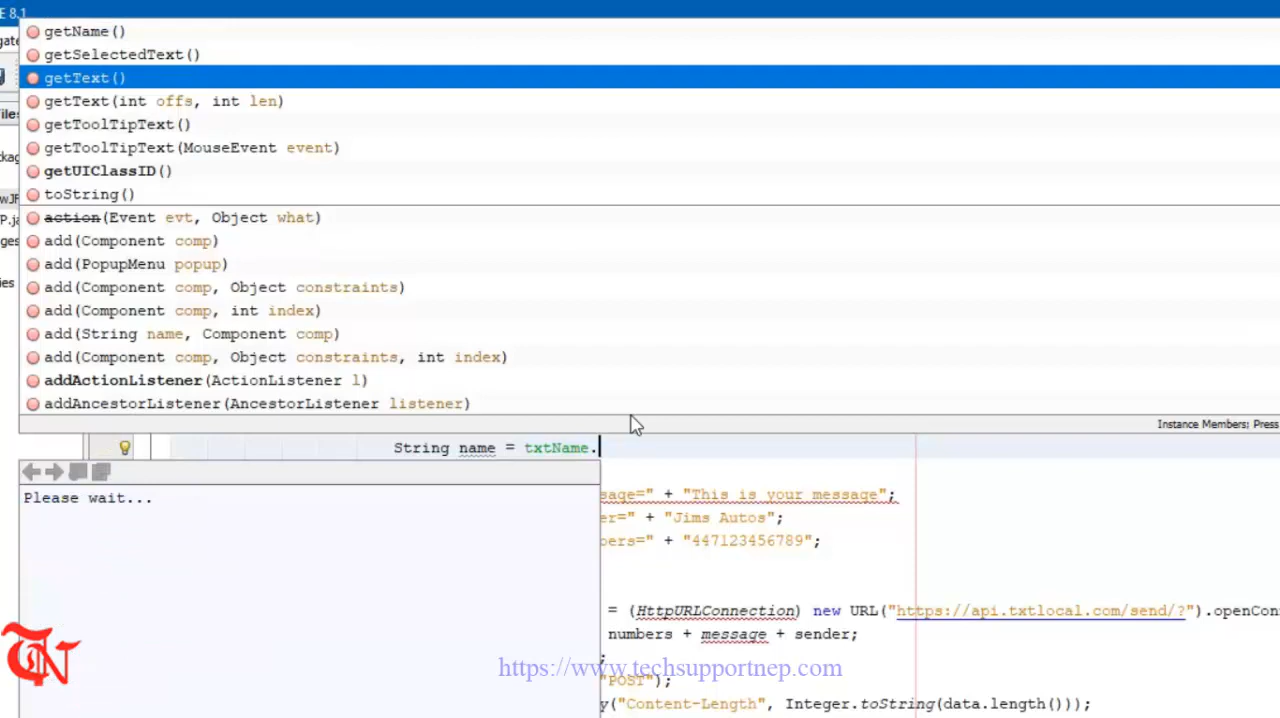 E 8.1
getName()
getSelectedText()
getText()
getText(int offs, int len)
getToolTipText()
getToolTipText(MouseEvent event)
getUIClassID()
toString()
action(Event evt, Object what)
add(Component comp)
add(PopupMenu popup)
add(Component comp, Object constraints)
add(Component comp, int index)
add(String name, Component comp)
add(Component comp, Object constraints, int index)
addActionListener(ActionListener l)
addAncestorListener(AncestorListener listener)
Instance Members; Press
String name = txtName.
Please wait...
sage=" + "This is your message";
er=" + "Jims Autos";
bers=" + "447123456789";
= (HttpURLConnection) new URL("https://api.txtlocal.com/send/?").openConn
numbers + message + sender;
;
"POST");
y("Content-Length", Integer.toString(data.length()));
https://www.techsupportnep.com
TN